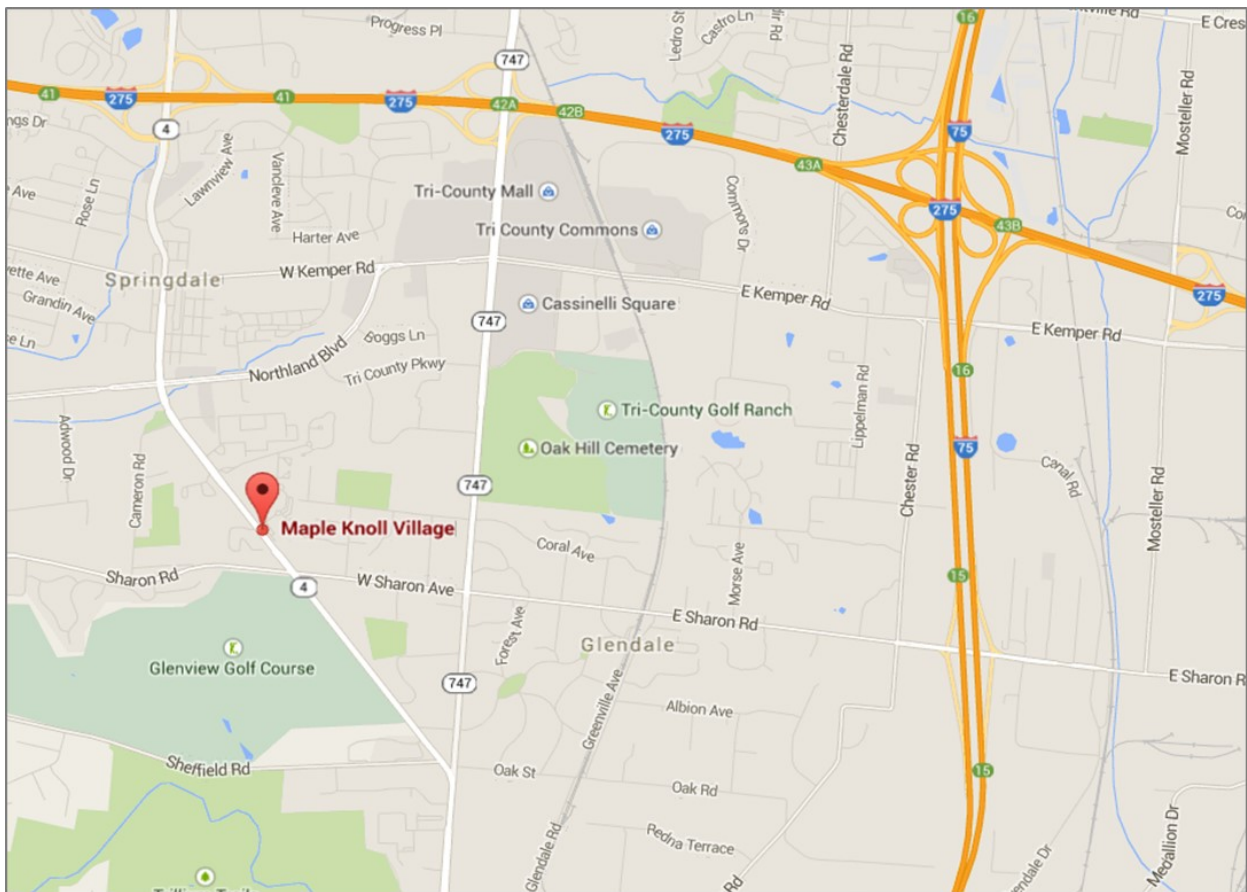 Progress Pl
747
Ledro St
Castro Ln
16
E Cres
41
275
41
275
42A
42B
275
Chesterdale Rd
75
Mosteller Rd
4
ngs Dr
Lawnview Ave
Vancleve Ave
Rose Ln
Ave
Tri-County Mall
43A
Commons Dr
275
43B
Tri County Commons
Harter Ave
W Kemper Rd
Springdale
Grandin Ave
Cassinelli Square
E Kemper Rd
275
E Kemper Rd
747
Boggs Ln
Northland Blvd
Tri County Pkwy
16
Tri-County Golf Ranch
Oak Hill Cemetery
Lippelman Rd
75
Adwood Dr
Cameron Rd
747
Chester Rd
Canal Rd
Mosteller Rd
Maple Knoll Village
Coral Ave
Morse Ave
Sharon Rd
4
W Sharon Ave
15
E Sharon Rd
Forest Ave
Glendale
Glenview Golf Course
747
E Sharon R
Greenville Ave
Albion Ave
Sheffield Rd
Oak St
15
Oak Rd
Redna Terrace
Glendale Rd
Rd
Medallion Dr